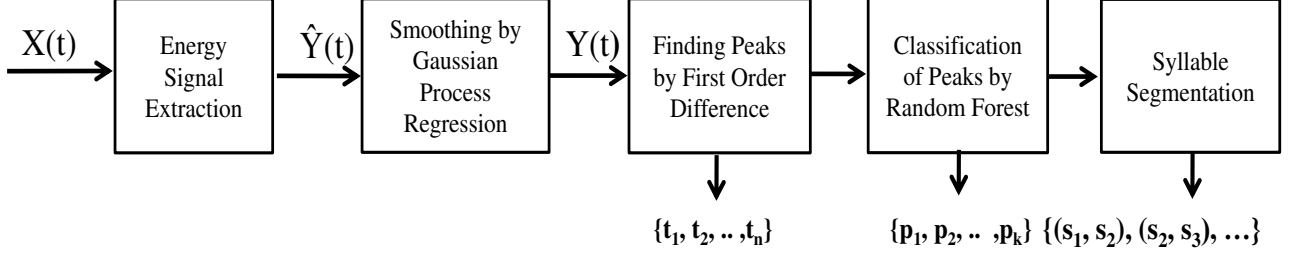 X(t)
Energy
Signal
Extraction
Ŷ(t)
Smoothing by
Gaussian
Process
Regression
Y(t)
Finding Peaks
by First Order
Difference
Classification
of Peaks by
Random Forest
Syllable
Segmentation
{t₁, t₂, .. ,tₙ}
{p₁, p₂, .. ,pₖ}
{(s₁, s₂), (s₂, s₃), …}